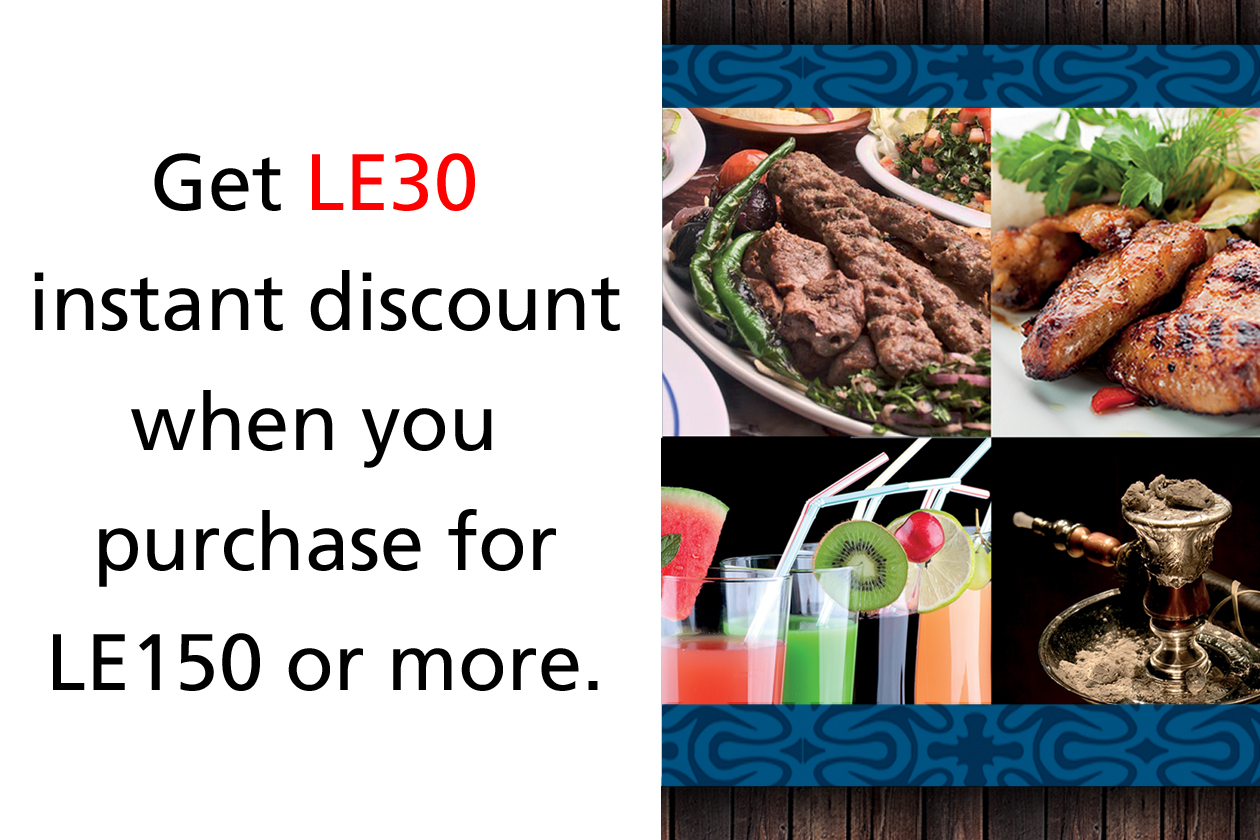 Get LE30
instant discount
when you
purchase for
LE150 or more.